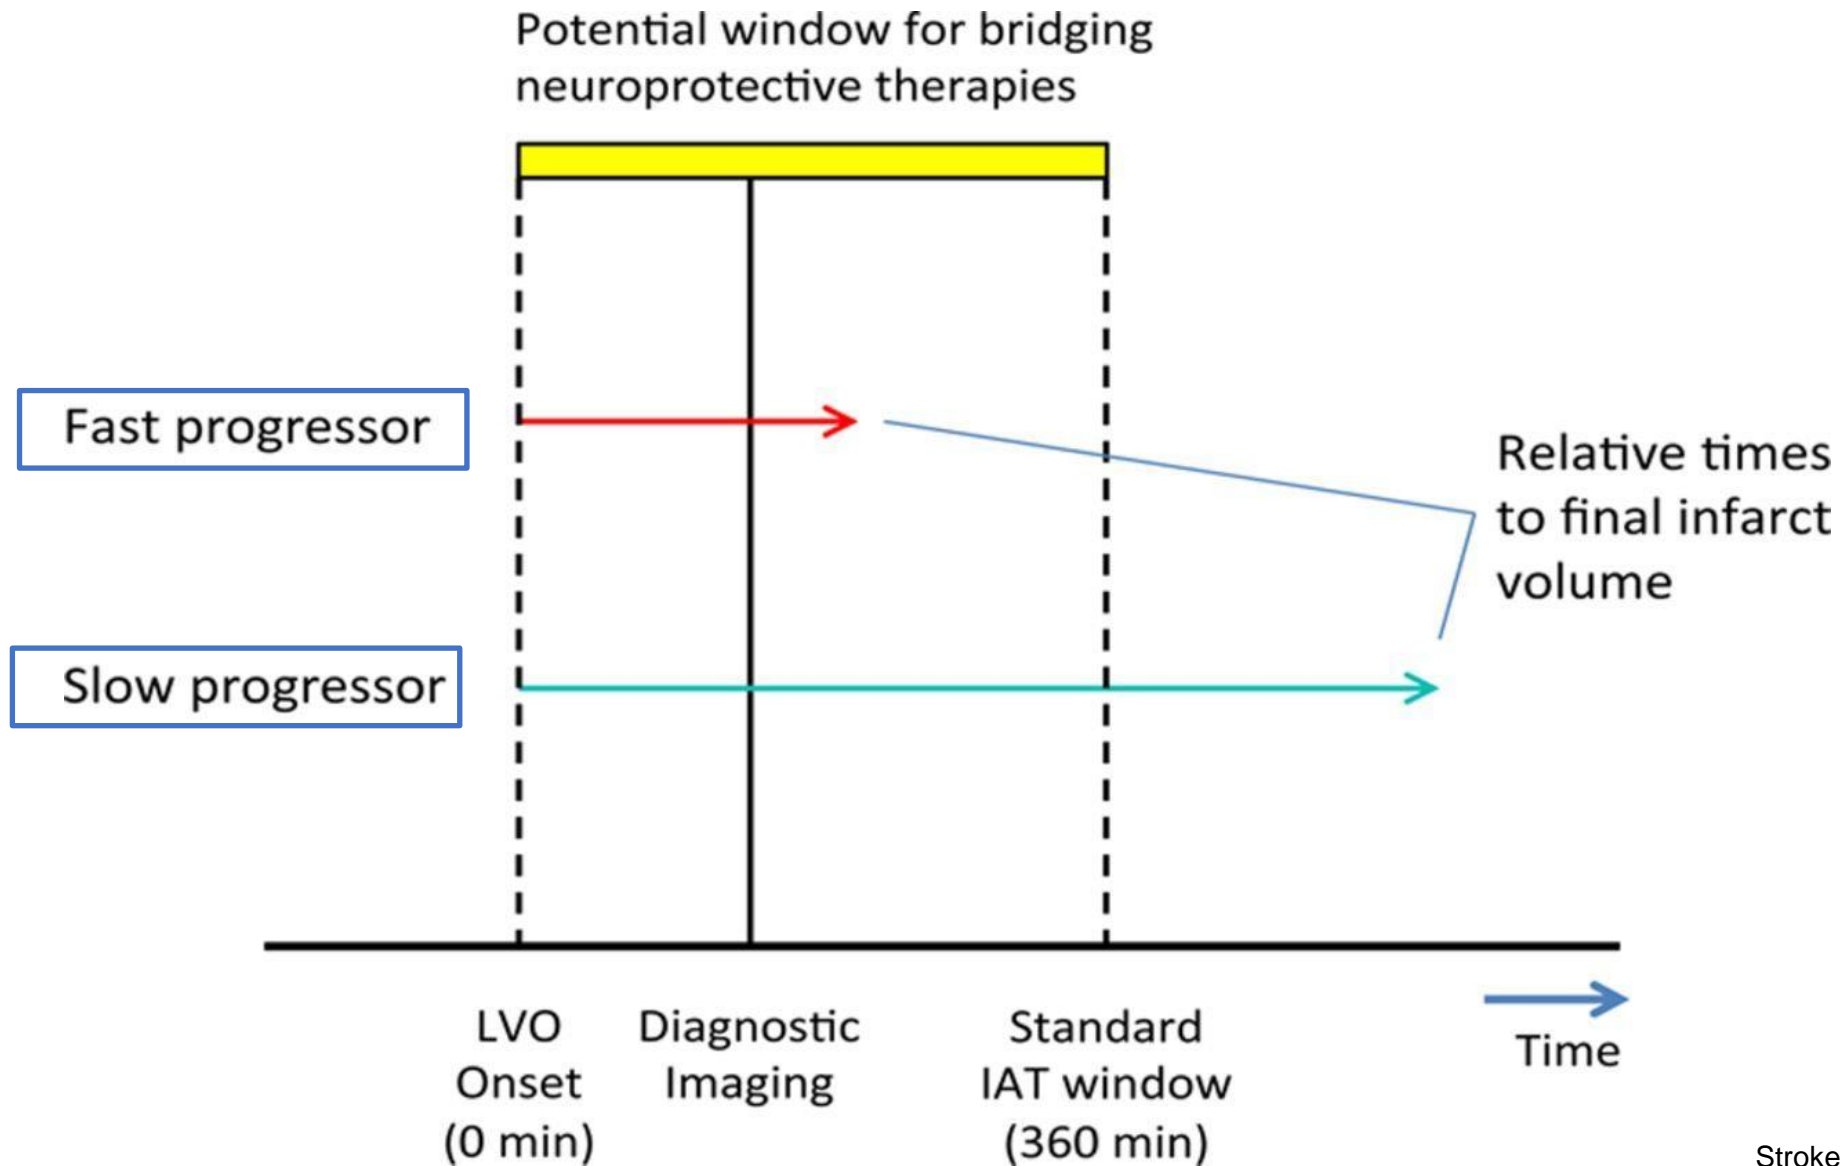 Potential window for bridging
neuroprotective therapies
Fast progressor
Relative times
to final infarct
volume
Slow progressor
LVO
Onset
(0 min)
Diagnostic
Imaging
Standard
IAT window
(360 min)
Time
Stroke